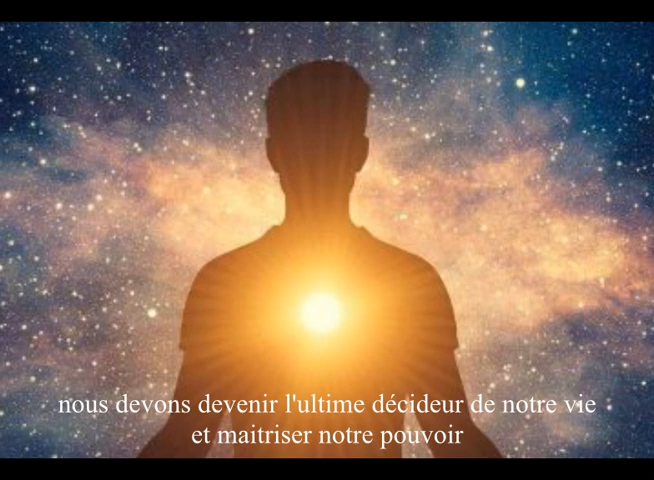 nous devons devenir l'ultime décideur de notre vie
et maitriser notre pouvoir